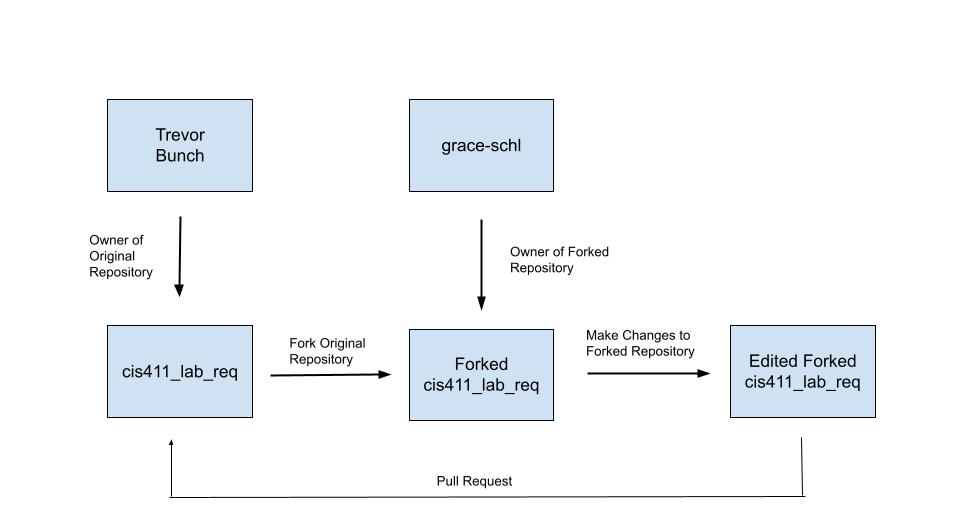 Trevor
Bunch
grace-schl
Owner of
Original
Repository
Owner of Forked
Repository
cis411_lab_req
Fork Original
Repository
Forked
cis411_lab_req
Make Changes to
Forked Repository
Edited Forked
cis411_lab_req
Pull Request